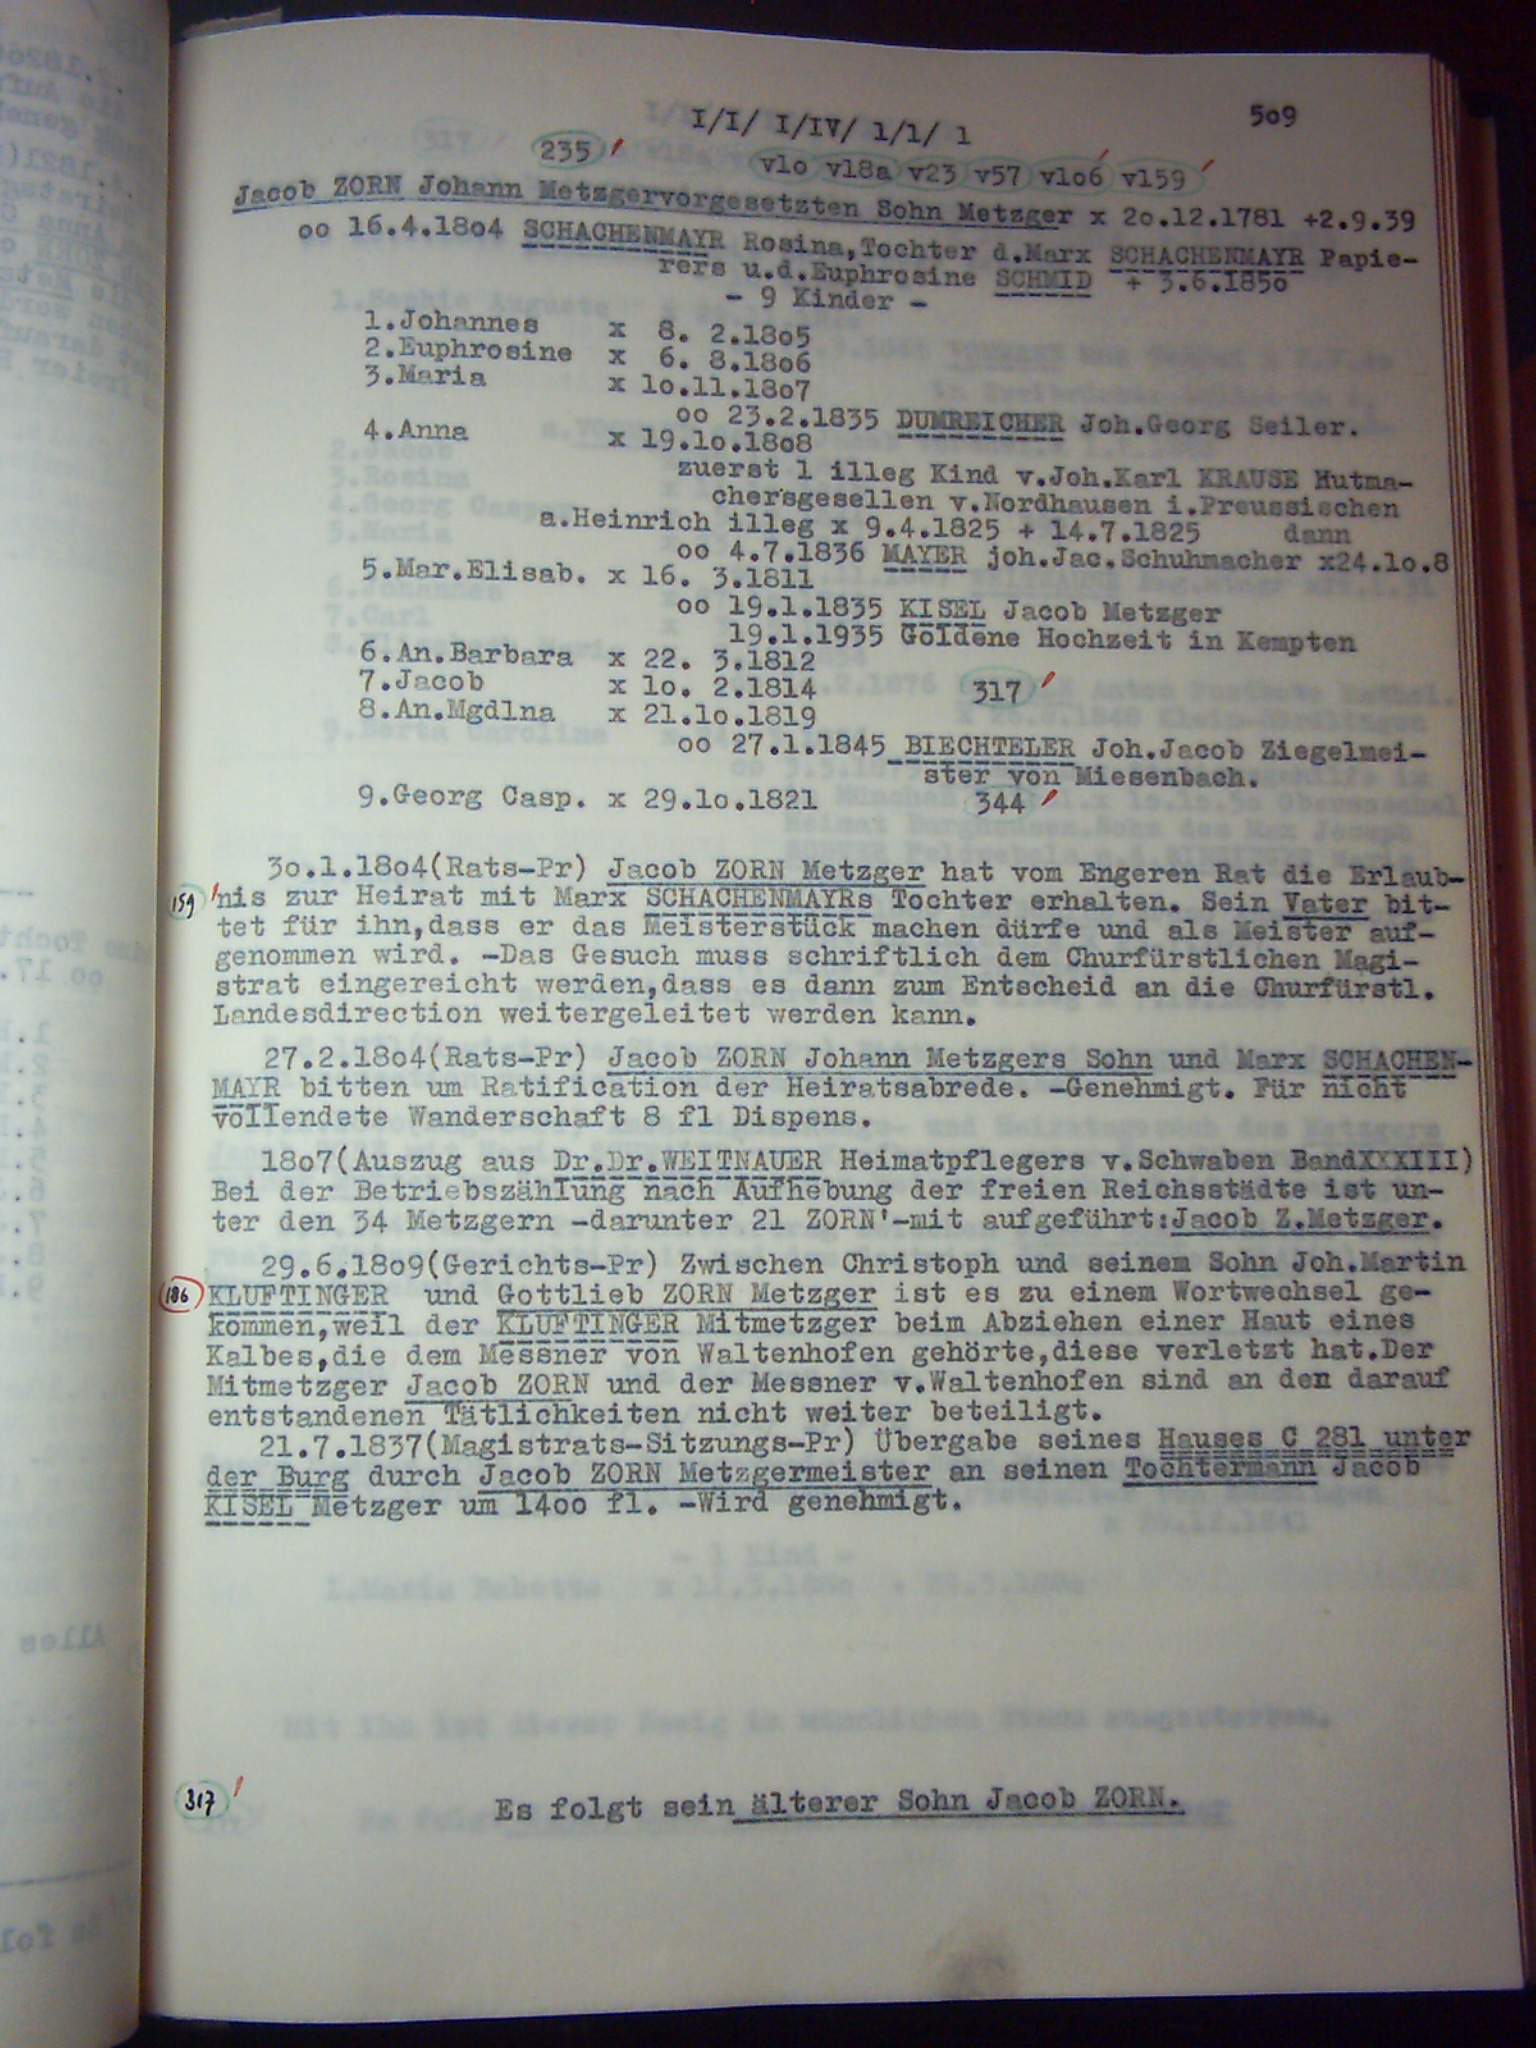 509
I/I/ I/IV/ 1/1/ 1
235 v1o v18a v23 v57 v1o6 v159
Jacob ZORN Johann Metzgervorgesetzten Sohn Metzger x 2o.12.1781 +2.9.39
oo 16.4.18o4 SCHACHENMAYR Rosina,Tochter d.Marx SCHACHENMAYR Papie-
rers u.d.Euphrosine SCHMID + 3.6.185o
- 9 Kinder -
1.Johannes x 8. 2.18o5
2.Euphrosine x 6. 8.18o6
3.Maria x 1o.11.18o7
oo 23.2.1835 DUMREICHER Joh.Georg Seiler.
4.Anna x 19.1o.18o8
zuerst 1 illeg Kind v.Joh.Karl KRAUSE Hutma-
chersgesellen v.Nordhausen i.Preussischen
a.Heinrich illeg x 9.4.1825 + 14.7.1825 dann
oo 4.7.1836 MAYER joh.Jac.Schuhmacher x24.1o.8
5.Mar.Elisab. x 16. 3.1811
oo 19.1.1835 KISEL Jacob Metzger
19.1.1935 Goldene Hochzeit in Kempten
6.An.Barbara x 22. 3.1812
7.Jacob x 1o. 2.1814 317
8.An.Mgdlna x 21.1o.1819
oo 27.1.1845 BIECHTELER Joh.Jacob Ziegelmei-
ster von Miesenbach.
9.Georg Casp. x 29.1o.1821 344
3o.1.18o4(Rats-Pr) Jacob ZORN Metzger hat vom Engeren Rat die Erlaub-
159 nis zur Heirat mit Marx SCHACHENMAYRs Tochter erhalten. Sein Vater bit-
tet für ihn,dass er das Meisterstück machen dürfe und als Meister auf-
genommen wird. -Das Gesuch muss schriftlich dem Churfürstlichen Magi-
strat eingereicht werden,dass es dann zum Entscheid an die Churfürstl.
Landesdirection weitergeleitet werden kann.
27.2.18o4(Rats-Pr) Jacob ZORN Johann Metzgers Sohn und Marx SCHACHEN-
MAYR bitten um Ratification der Heiratsabrede. -Genehmigt. Für nicht
vollendete Wanderschaft 8 fl Dispens.
18o7(Auszug aus Dr.Dr.WEITNAUER Heimatpflegers v.Schwaben BandXXXIII)
Bei der Betriebszählung nach Aufhebung der freien Reichsstädte ist un-
ter den 34 Metzgern -darunter 21 ZORN'-mit aufgeführt:Jacob Z.Metzger.
29.6.18o9(Gerichts-Pr) Zwischen Christoph und seinem Sohn Joh.Martin
186 KLUFTINGER und Gottlieb ZORN Metzger ist es zu einem Wortwechsel ge-
kommen,weil der KLUFTINGER Mitmetzger beim Abziehen einer Haut eines
Kalbes,die dem Messner von Waltenhofen gehörte,diese verletzt hat.Der
Mitmetzger Jacob ZORN und der Messner v.Waltenhofen sind an den darauf
entstandenen Tätlichkeiten nicht weiter beteiligt.
21.7.1837(Magistrats-Sitzungs-Pr) Übergabe seines Hauses C 281 unter
der Burg durch Jacob ZORN Metzgermeister an seinen Tochtermann Jacob
KISEL Metzger um 14oo fl. -Wird genehmigt.
317 Es folgt sein älterer Sohn Jacob ZORN.